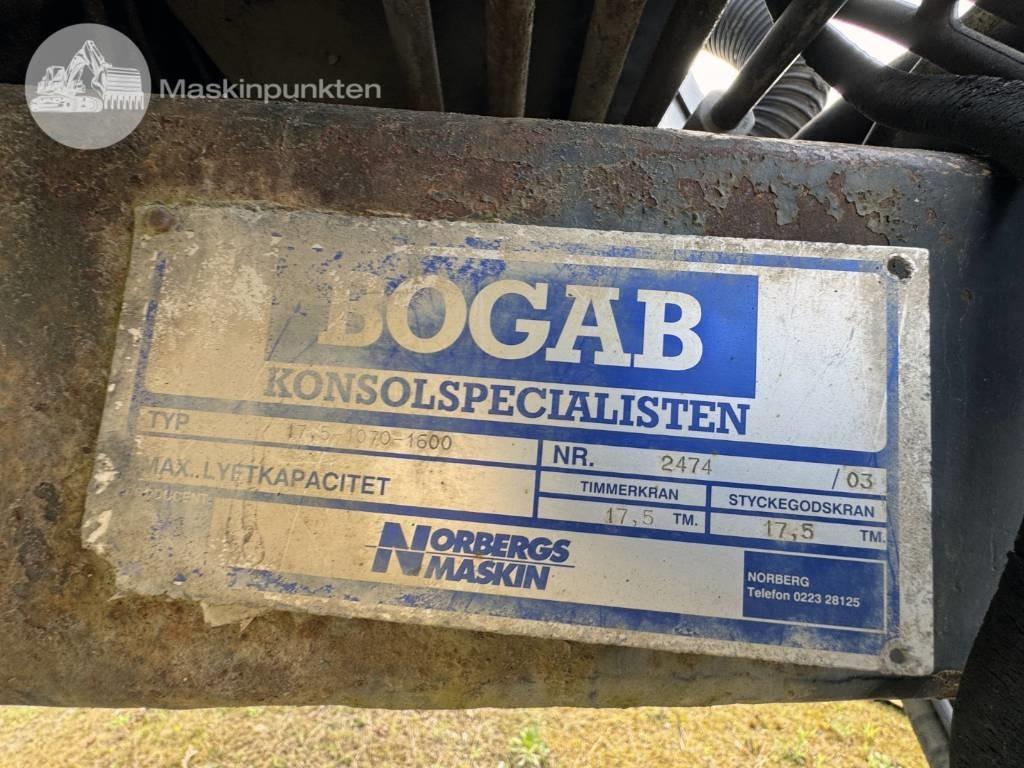 Maskinpunkten
BOGAB
KONSOLSPECIALISTEN
TYP 17,5 1070-1600
NR. 2474 /03
MAX. LYFTKAPACITET
TIMMERKRAN
STYCKEGODSKRAN
17,5 TM.
17,5 TM.
PRODUCENT:
NORBERGS
MASKIN
NORBERG
Telefon 0223 28125